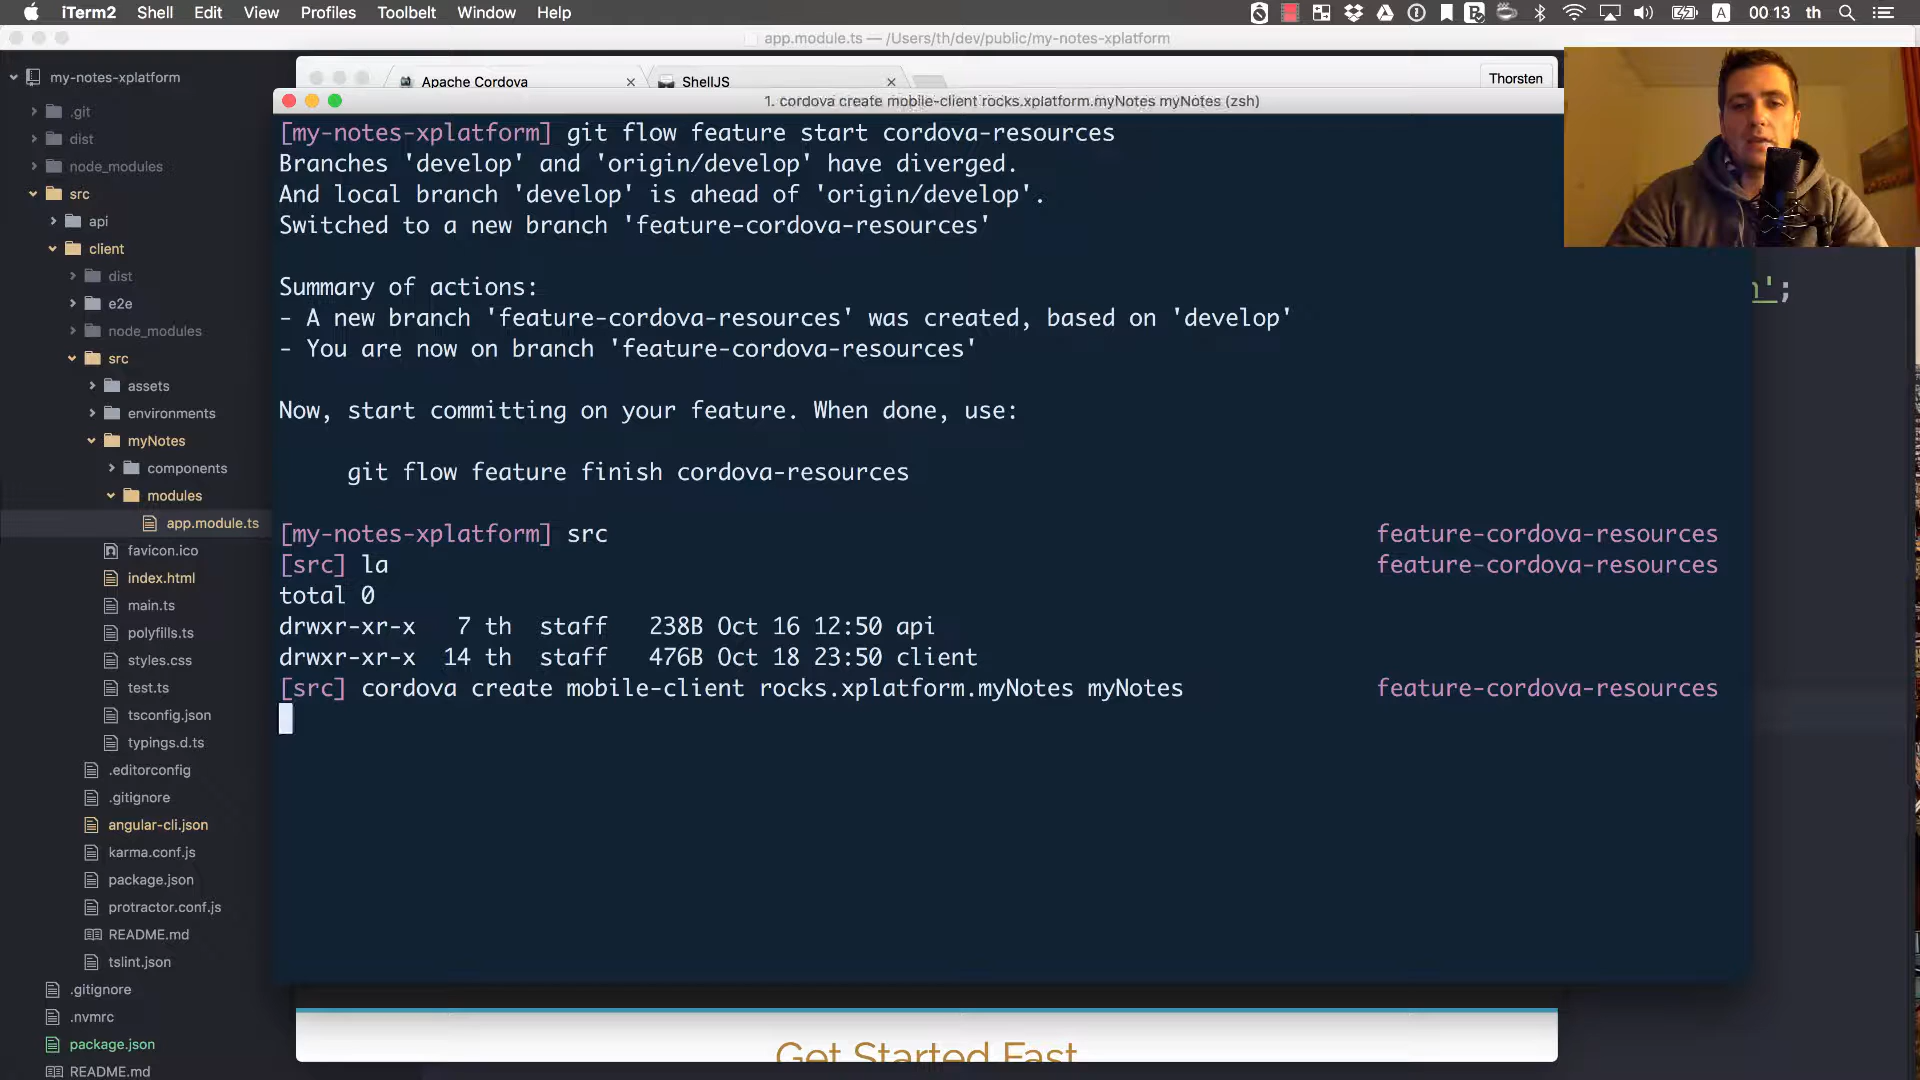 iTerm2 Shell Edit View Profiles Toolbelt Window Help 00:13 th
app.module.ts — /Users/th/dev/public/my-notes-xplatform
my-notes-xplatform
.git
dist
node_modules
src
api
client
dist
e2e
node_modules
src
assets
environments
myNotes
components
modules
app.module.ts
favicon.ico
index.html
main.ts
polyfills.ts
styles.css
test.ts
tsconfig.json
typings.d.ts
.editorconfig
.gitignore
angular-cli.json
karma.conf.js
package.json
protractor.conf.js
README.md
tslint.json
.gitignore
.nvmrc
package.json
README.md
Apache Cordova
ShellJS
Thorsten
1. cordova create mobile-client rocks.xplatform.myNotes myNotes (zsh)
[my-notes-xplatform] git flow feature start cordova-resources
Branches 'develop' and 'origin/develop' have diverged.
And local branch 'develop' is ahead of 'origin/develop'.
Switched to a new branch 'feature-cordova-resources'
Summary of actions:
- A new branch 'feature-cordova-resources' was created, based on 'develop'
- You are now on branch 'feature-cordova-resources'
Now, start committing on your feature. When done, use:
git flow feature finish cordova-resources
[my-notes-xplatform] src feature-cordova-resources
[src] la feature-cordova-resources
total 0
drwxr-xr-x 7 th staff 238B Oct 16 12:50 api
drwxr-xr-x 14 th staff 476B Oct 18 23:50 client
[src] cordova create mobile-client rocks.xplatform.myNotes myNotes feature-cordova-resources
n';
Get Started Fast